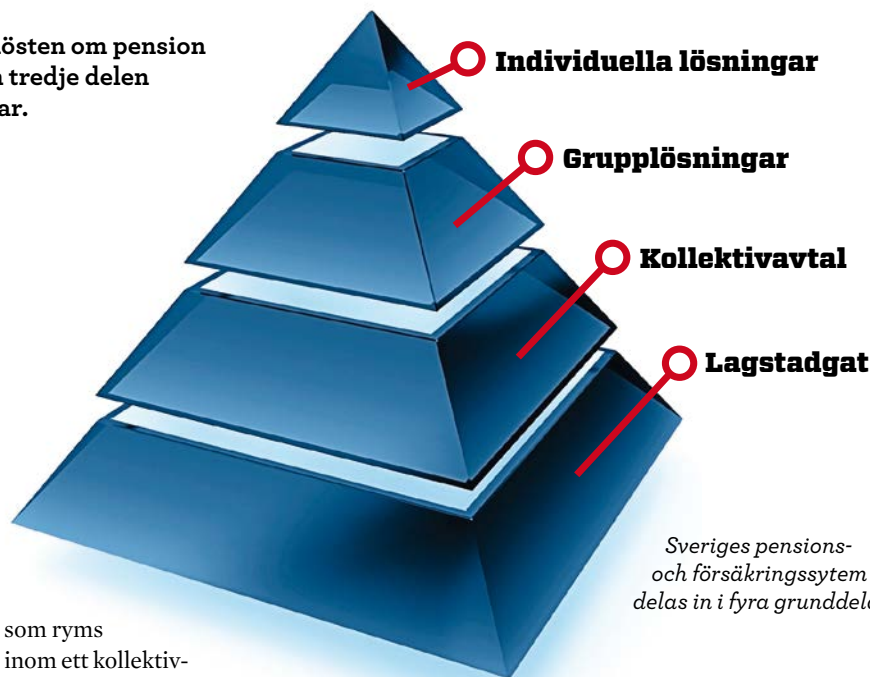 östen om pension
tredje delen
ar.
Individuella lösningar
Grupplösningar
Kollektivavtal
Lagstadgat
Sveriges pensions-
och försäkringssytem
delas in i fyra grunddel
som ryms
inom ett kollektiv-